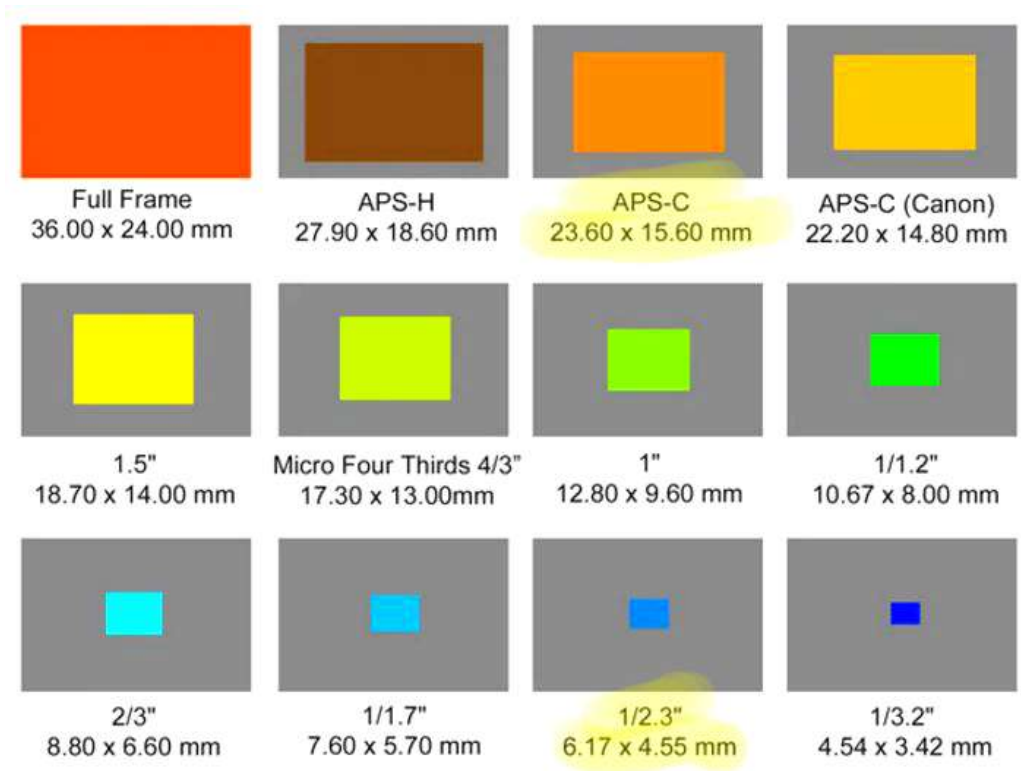 Full Frame
36.00 x 24.00 mm
APS-H
27.90 x 18.60 mm
APS-C
23.60 x 15.60 mm
APS-C (Canon)
22.20 x 14.80 mm
1.5"
18.70 x 14.00 mm
Micro Four Thirds 4/3”
17.30 x 13.00mm
1"
12.80 x 9.60 mm
1/1.2"
10.67 x 8.00 mm
2/3"
8.80 x 6.60 mm
1/1.7"
7.60 x 5.70 mm
1/2.3"
6.17 x 4.55 mm
1/3.2"
4.54 x 3.42 mm